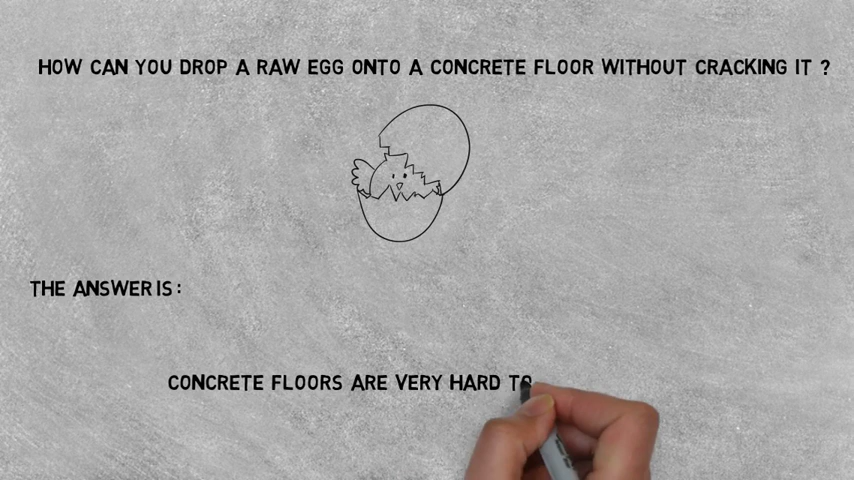 HOW CAN YOU DROP A RAW EGG ONTO A CONCRETE FLOOR WITHOUT CRACKING IT ?
THE ANSWER IS :
CONCRETE FLOORS ARE VERY HARD TO